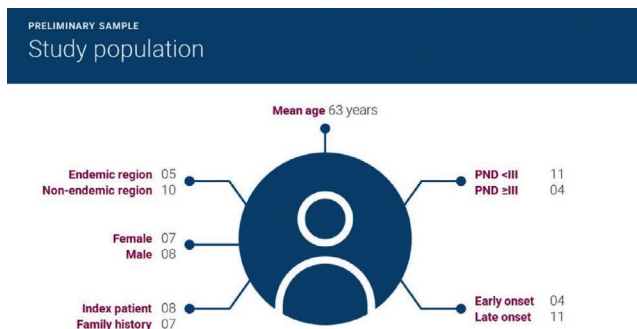 PRELIMINARY SAMPLE
Study population
Mean age 63 years
Endemic region 05
Non-endemic region 10
Female 07
Male 08
Index patient 08
Family history 07
PND <III 11
PND ≥III 04
Early onset 04
Late onset 11